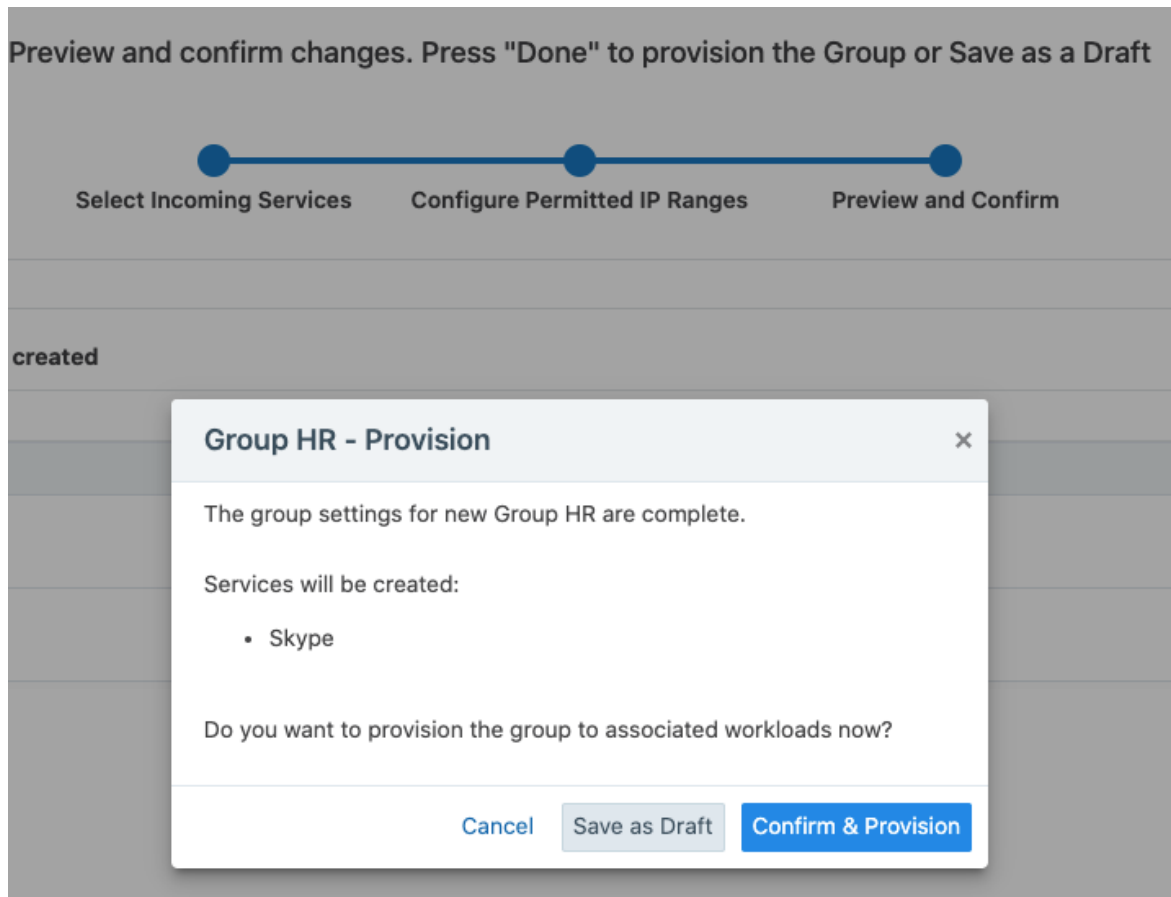 Preview and confirm changes. Press "Done" to provision the Group or Save as a Draft
Select Incoming Services
Configure Permitted IP Ranges
Preview and Confirm
created
Group HR - Provision
×
The group settings for new Group HR are complete.
Services will be created:
• Skype
Do you want to provision the group to associated workloads now?
Cancel
Save as Draft
Confirm & Provision